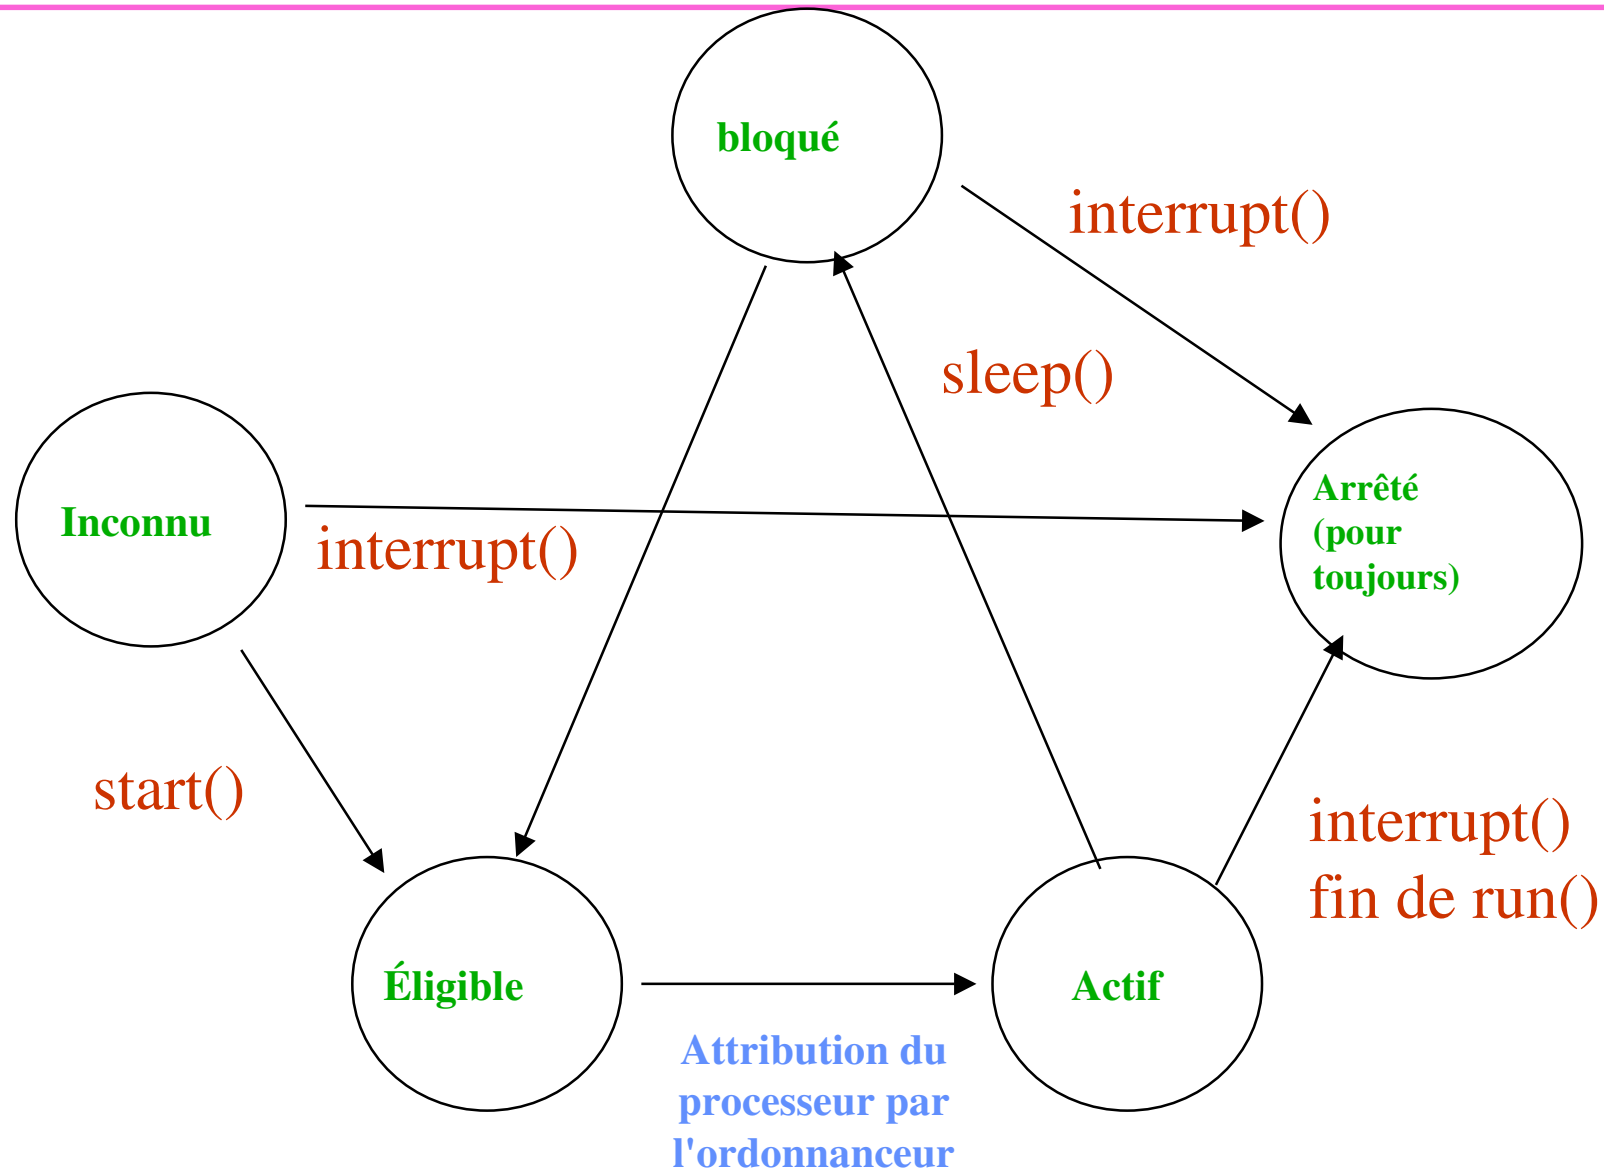 bloqué
interrupt()
sleep()
Inconnu
interrupt()
Arrêté
(pour
toujours)
start()
interrupt()
fin de run()
Éligible
Actif
Attribution du
processeur par
l'ordonnanceur